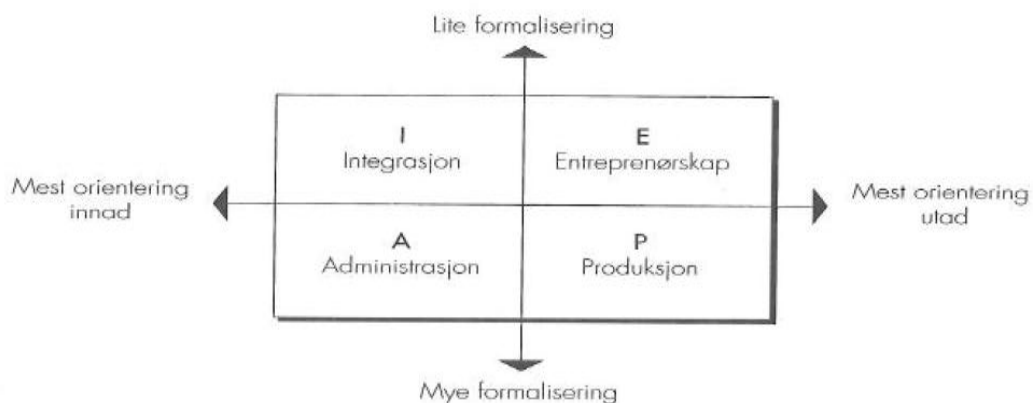 Lite formalisering
I
Integrasjon
E
Entreprenørskap
Mest orientering
innad
Mest orientering
utad
A
Administrasjon
P
Produksjon
Mye formalisering